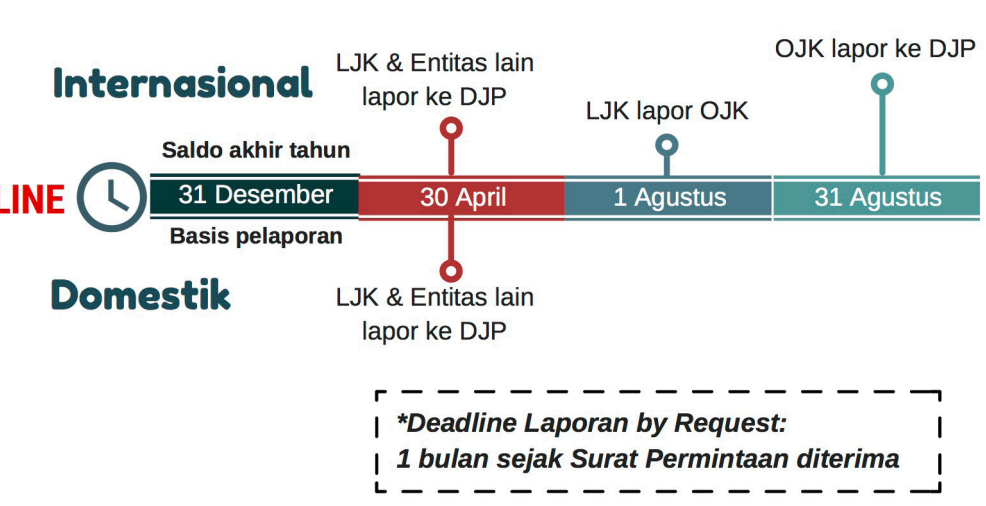 OJK lapor ke DJP
Internasional
LJK & Entitas lain
lapor ke DJP
LJK lapor OJK
Saldo akhir tahun
LINE
31 Desember
30 April
1 Agustus
31 Agustus
Basis pelaporan
Domestik
LJK & Entitas lain
lapor ke DJP
*Deadline Laporan by Request:
1 bulan sejak Surat Permintaan diterima